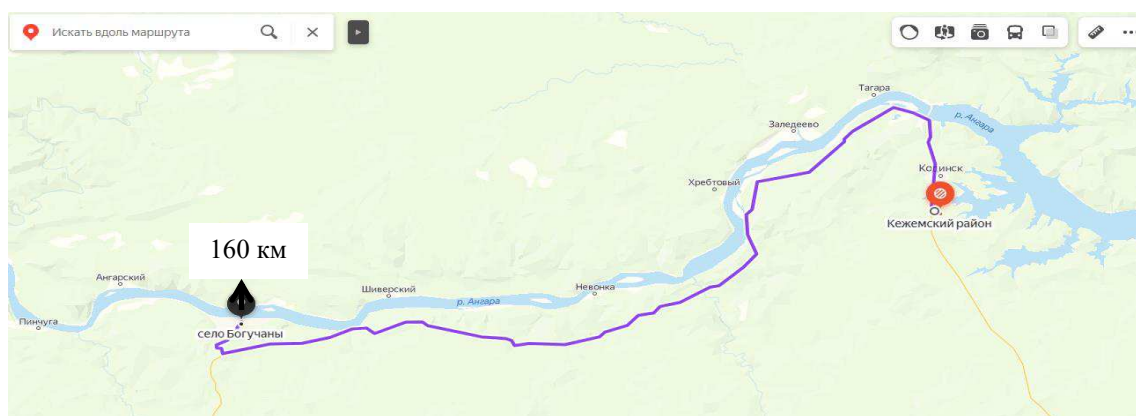 Искать вдоль маршрута
Тагара
р. Ангара
Заледеево
Кодинск
Хребтовый
Кежемский район
160 км
Ангарский
Шиверский
Невонка
р. Ангара
Пинчуга
село Богучаны